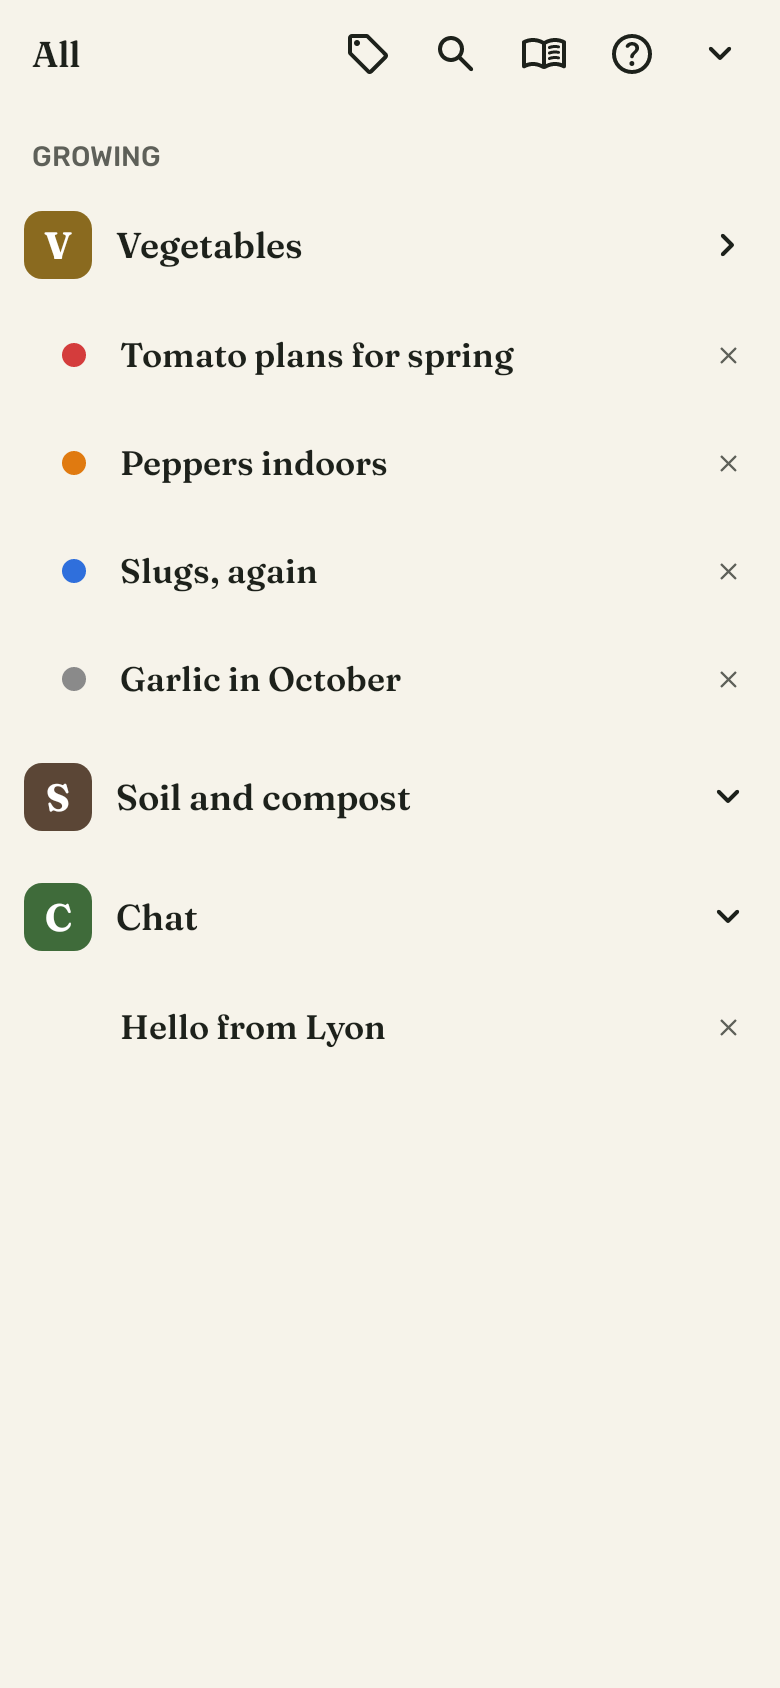 All
GROWING
V Vegetables
Tomato plans for spring
Peppers indoors
Slugs, again
Garlic in October
S Soil and compost
C Chat
Hello from Lyon